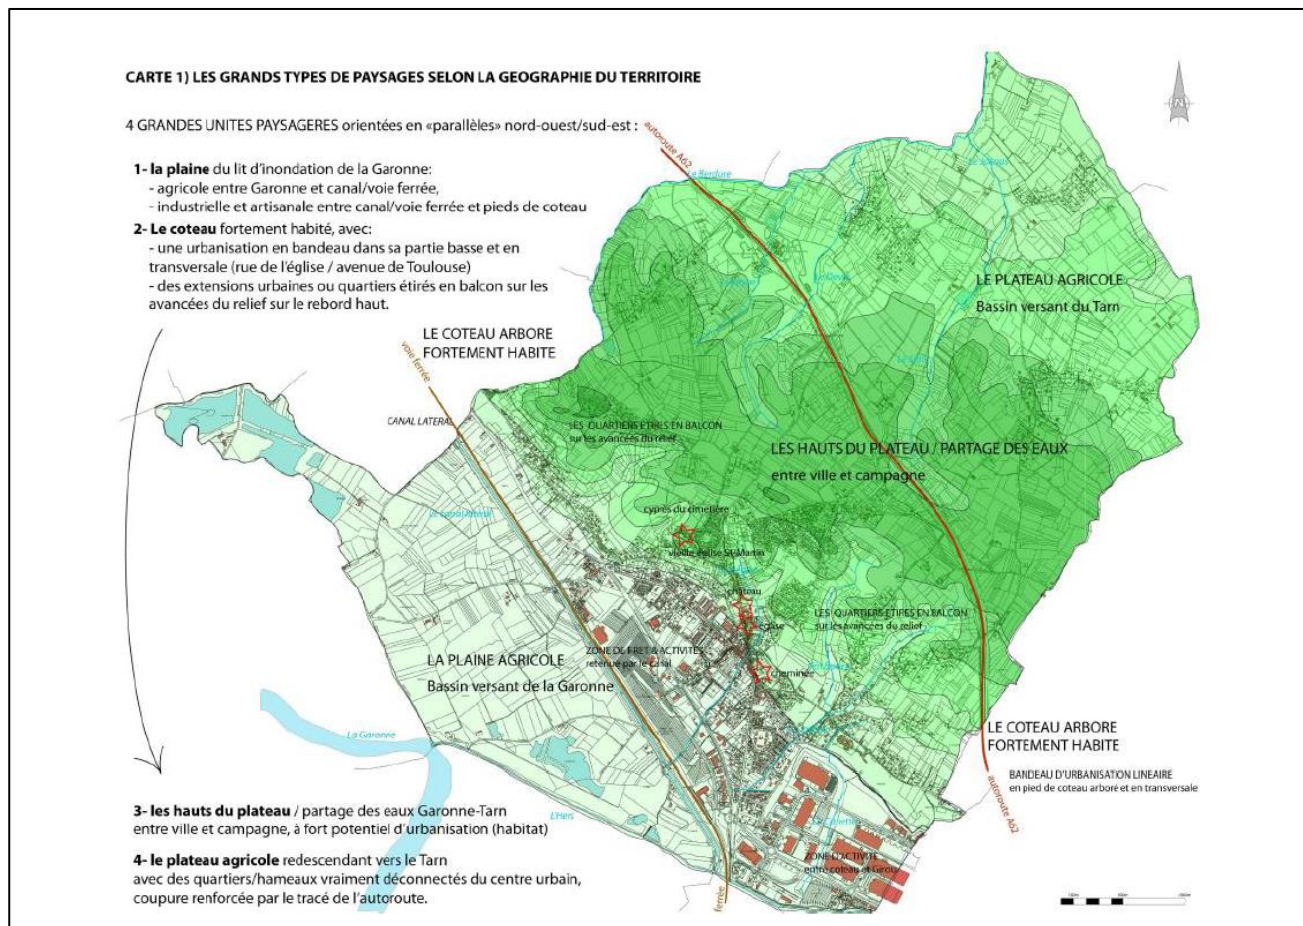 CARTE 1) LES GRANDS TYPES DE PAYSAGES SELON LA GEOGRAPHIE DU TERRITOIRE
4 GRANDES UNITES PAYSAGERES orientées en «parallèles» nord-ouest/sud-est :
1- la plaine du lit d'inondation de la Garonne:
- agricole entre Garonne et canal/voie ferrée,
- industrielle et artisanale entre canal/voie ferrée et pieds de coteau
2- Le coteau fortement habité, avec:
- une urbanisation en bandeau dans sa partie basse et en
transversale (rue de l'église / avenue de Toulouse)
- des extensions urbaines ou quartiers étirés en balcon sur les
avancées du relief sur le rebord haut.
N
autoroute A62
Le Berdure
LE PLATEAU AGRICOLE
Bassin versant du Tarn
LE COTEAU ARBORE
FORTEMENT HABITE
voie ferrée
CANAL LATERAL
LES QUARTIERS ETIRES EN BALCON
sur les avancées du relief
LES HAUTS DU PLATEAU / PARTAGE DES EAUX
entre ville et campagne
Le canal latéral
cyprès du cimetière
vieille église St-Martin
château
église
LES QUARTIERS ETIRES EN BALCON
sur les avancées du relief
ZONE DE FRET & ACTIVITES
retenue par le canal
cheminée
LA PLAINE AGRICOLE
Bassin versant de la Garonne
La Garonne
L'Hers
LE COTEAU ARBORE
FORTEMENT HABITE
BANDEAU D'URBANISATION LINEAIRE
en pied de coteau arboré et en transversale
autoroute A62
ZONE D'ACTIVITE
entre coteau et Girou
ferrée
3- les hauts du plateau / partage des eaux Garonne-Tarn
entre ville et campagne, à fort potentiel d'urbanisation (habitat)
4- le plateau agricole redescendant vers le Tarn
avec des quartiers/hameaux vraiment déconnectés du centre urbain,
coupure renforcée par le tracé de l'autoroute.